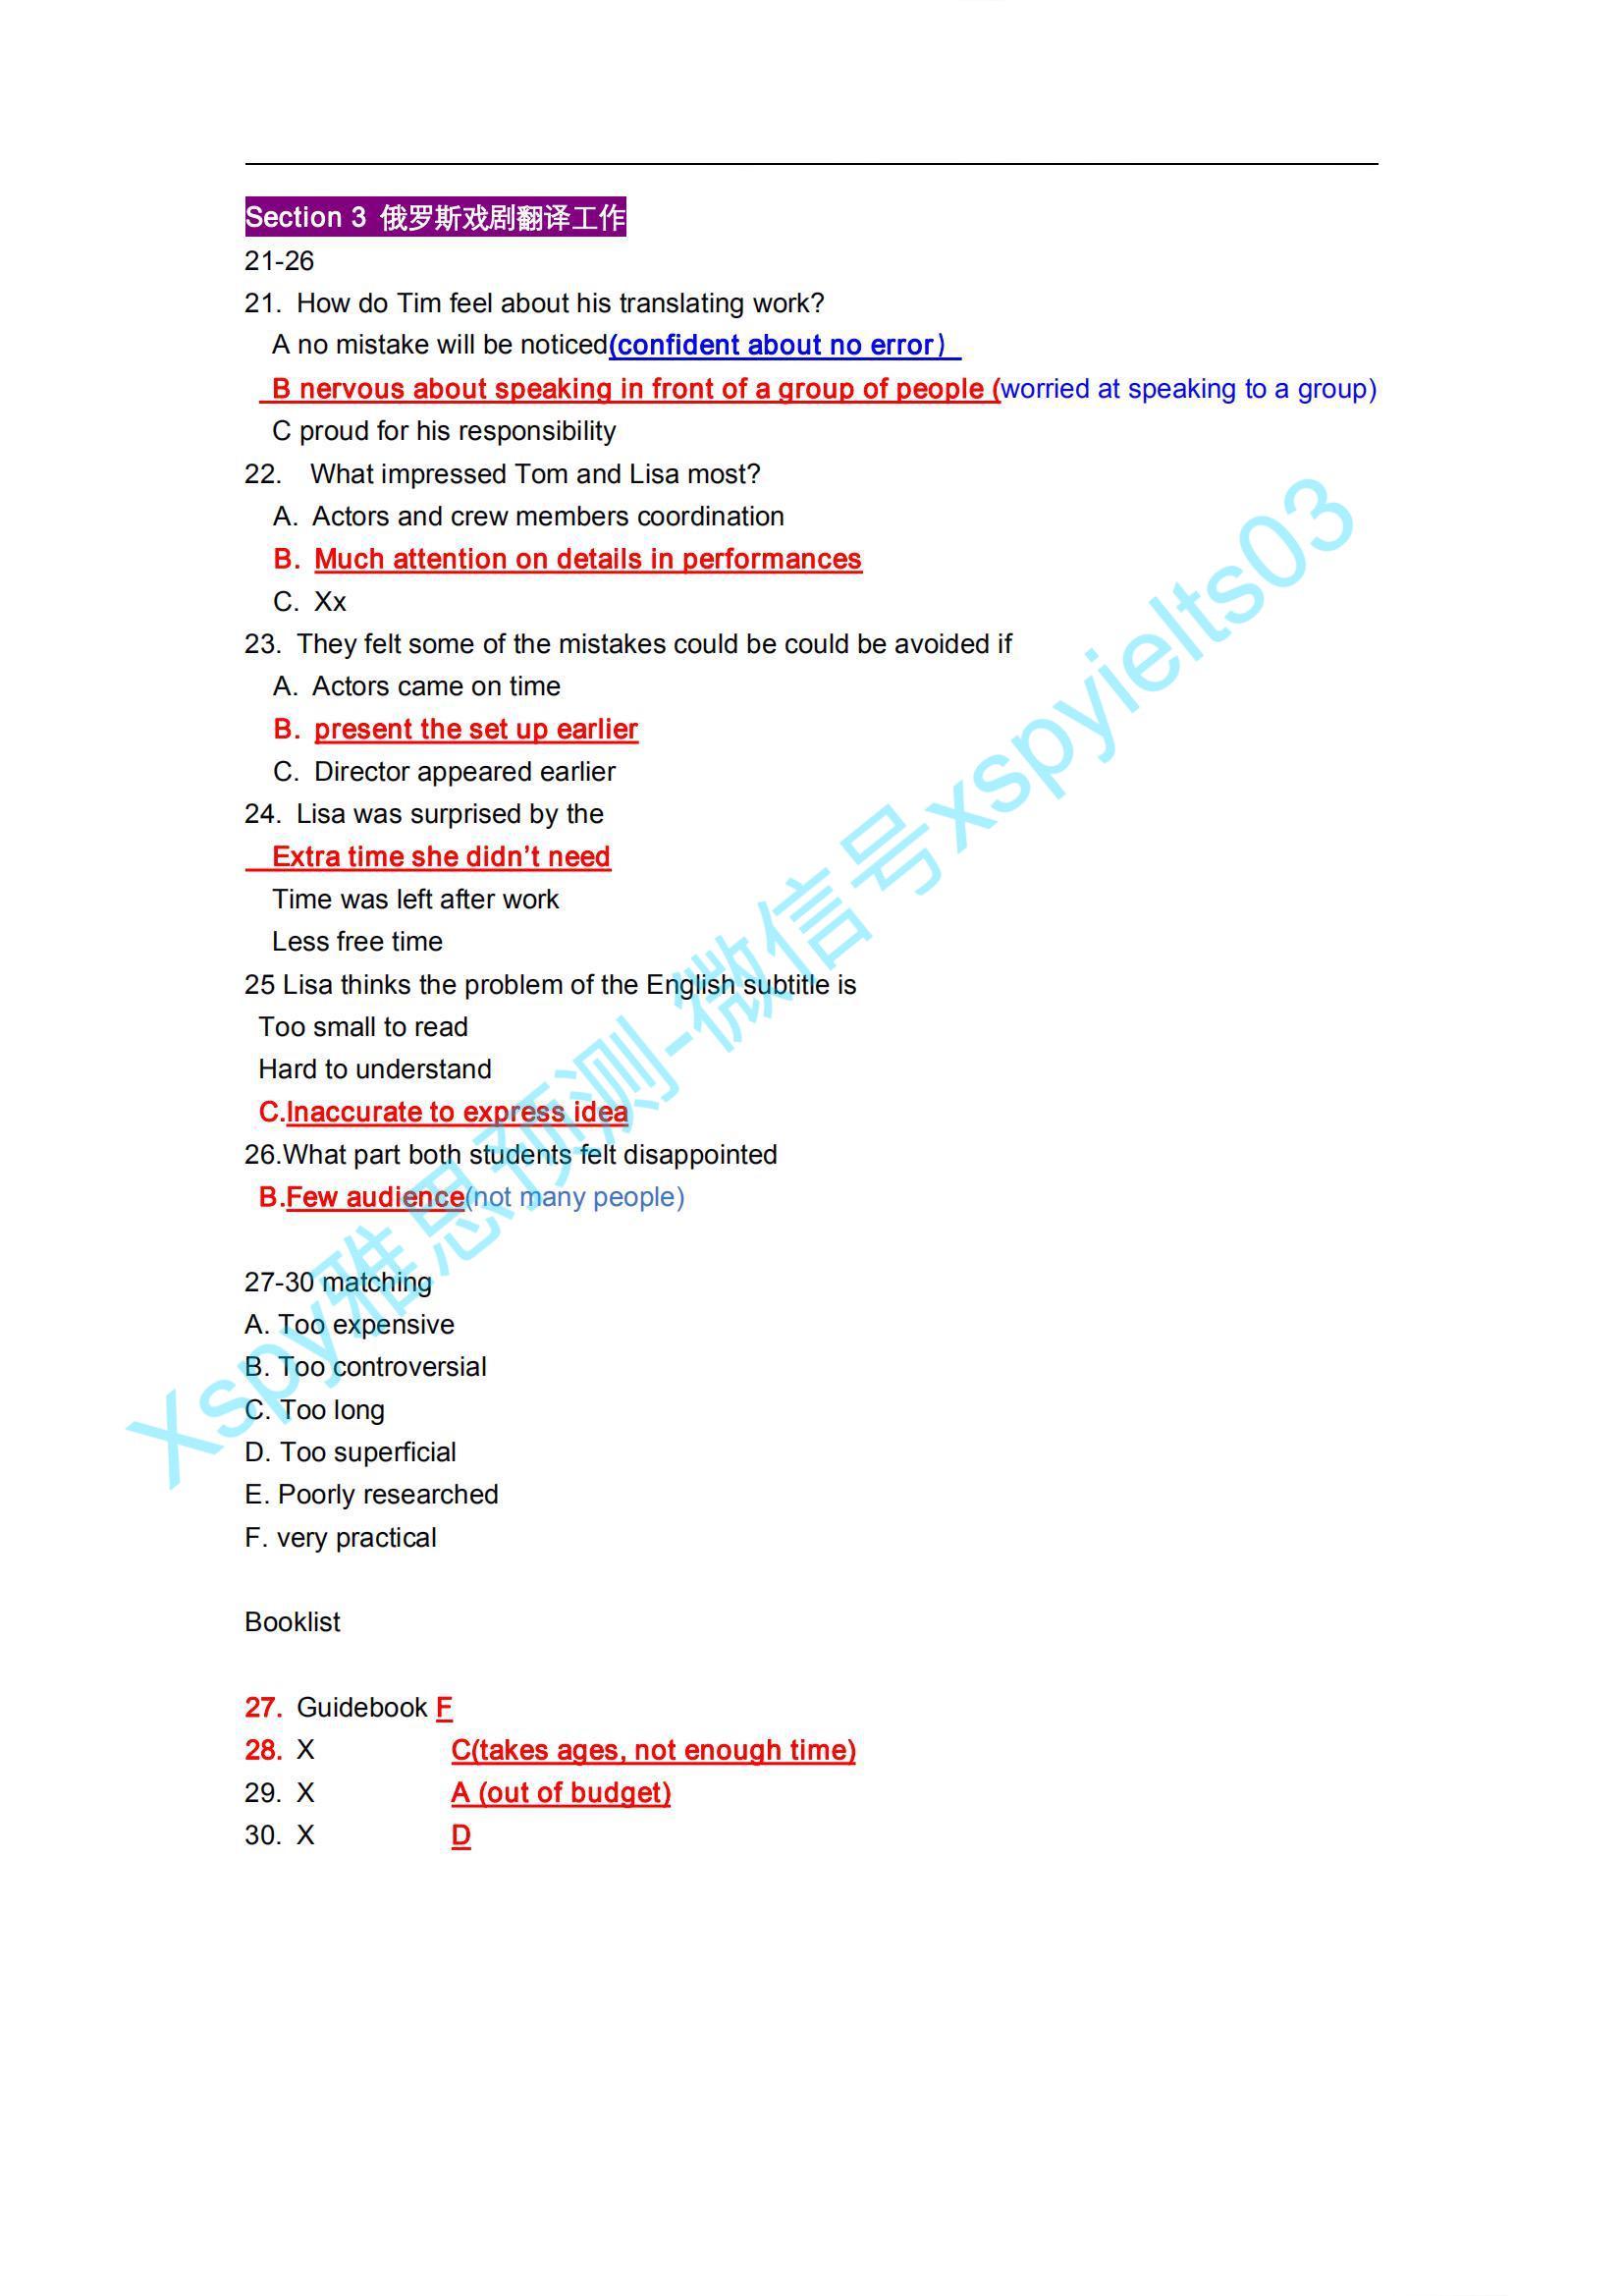 Section 3 俄罗斯戏剧翻译工作
21-26
21. How do Tim feel about his translating work?
A no mistake will be noticed(confident about no error）
B nervous about speaking in front of a group of people (worried at speaking to a group)
C proud for his responsibility
22. What impressed Tom and Lisa most?
A. Actors and crew members coordination
B. Much attention on details in performances
C. Xx
23. They felt some of the mistakes could be could be avoided if
A. Actors came on time
B. present the set up earlier
C. Director appeared earlier
24. Lisa was surprised by the
Extra time she didn’t need
Time was left after work
Less free time
25 Lisa thinks the problem of the English subtitle is
Too small to read
Hard to understand
C.Inaccurate to express idea
26.What part both students felt disappointed
B.Few audience(not many people)
27-30 matching
A. Too expensive
B. Too controversial
C. Too long
D. Too superficial
E. Poorly researched
F. very practical
Booklist
27. Guidebook F
28. X C(takes ages, not enough time)
29. X A (out of budget)
30. X D
Xspy雅思预测-微信号xspyielts03